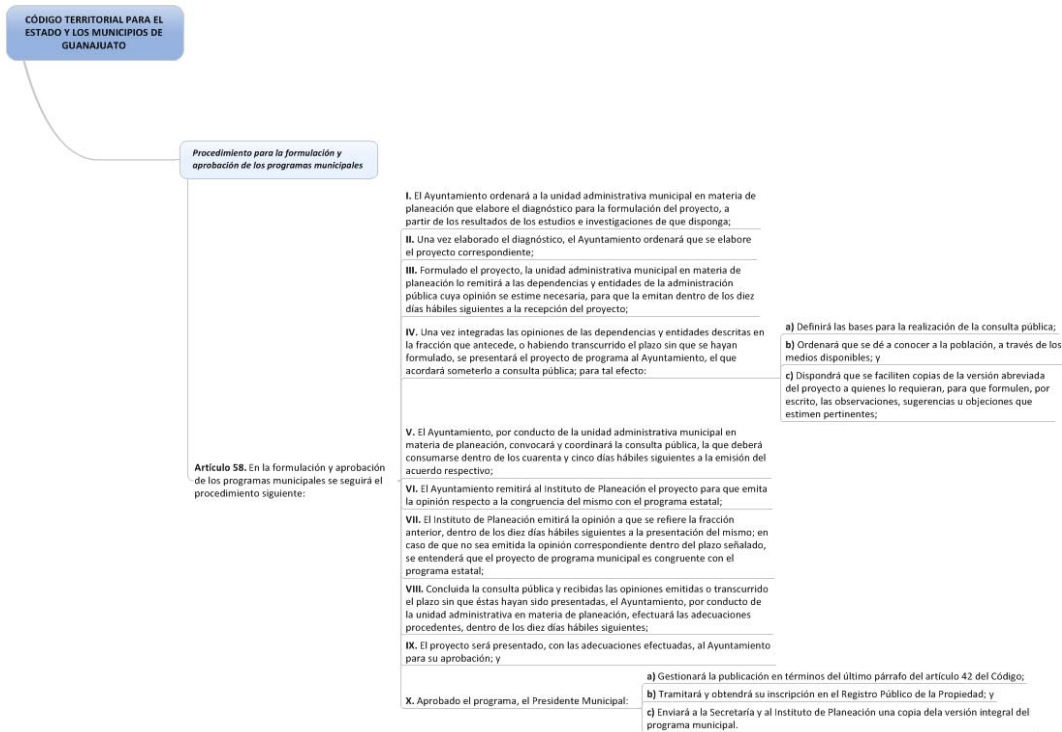 CÓDIGO TERRITORIAL PARA EL
ESTADO Y LOS MUNICIPIOS DE
GUANAJUATO
Procedimiento para la formulación y
aprobación de los programas municipales
Artículo 58. En la formulación y aprobación
de los programas municipales se seguirá el
procedimiento siguiente:
I. El Ayuntamiento ordenará a la unidad administrativa municipal en materia de
planeación que elabore el diagnóstico para la formulación del proyecto, a
partir de los resultados de los estudios e investigaciones de que disponga;
II. Una vez elaborado el diagnóstico, el Ayuntamiento ordenará que se elabore
el proyecto correspondiente;
III. Formulado el proyecto, la unidad administrativa municipal en materia de
planeación lo remitirá a las dependencias y entidades de la administración
pública cuya opinión se estime necesaria, para que la emitan dentro de los diez
días hábiles siguientes a la recepción del proyecto;
IV. Una vez integradas las opiniones de las dependencias y entidades descritas en
la fracción que antecede, o habiendo transcurrido el plazo sin que se hayan
formulado, se presentará el proyecto de programa al Ayuntamiento, el que
acordará someterlo a consulta pública; para tal efecto:
a) Definirá las bases para la realización de la consulta pública;
b) Ordenará que se dé a conocer a la población, a través de los
medios disponibles; y
c) Dispondrá que se faciliten copias de la versión abreviada
del proyecto a quienes lo requieran, para que formulen, por
escrito, las observaciones, sugerencias u objeciones que
estimen pertinentes;
V. El Ayuntamiento, por conducto de la unidad administrativa municipal en
materia de planeación, convocará y coordinará la consulta pública, la que deberá
consumarse dentro de los cuarenta y cinco días hábiles siguientes a la emisión del
acuerdo respectivo;
VI. El Ayuntamiento remitirá al Instituto de Planeación el proyecto para que emita
la opinión respecto a la congruencia del mismo con el programa estatal;
VII. El Instituto de Planeación emitirá la opinión a que se refiere la fracción
anterior, dentro de los diez días hábiles siguientes a la presentación del mismo; en
caso de que no sea emitida la opinión correspondiente dentro del plazo señalado,
se entenderá que el proyecto de programa municipal es congruente con el
programa estatal;
VIII. Concluida la consulta pública y recibidas las opiniones emitidas o transcurrido
el plazo sin que éstas hayan sido presentadas, el Ayuntamiento, por conducto de
la unidad administrativa en materia de planeación, efectuará las adecuaciones
procedentes, dentro de los diez días hábiles siguientes;
IX. El proyecto será presentado, con las adecuaciones efectuadas, al Ayuntamiento
para su aprobación; y
X. Aprobado el programa, el Presidente Municipal:
a) Gestionará la publicación en términos del último párrafo del artículo 42 del Código;
b) Tramitará y obtendrá su inscripción en el Registro Público de la Propiedad; y
c) Enviará a la Secretaría y al Instituto de Planeación una copia dela versión integral del
programa municipal.